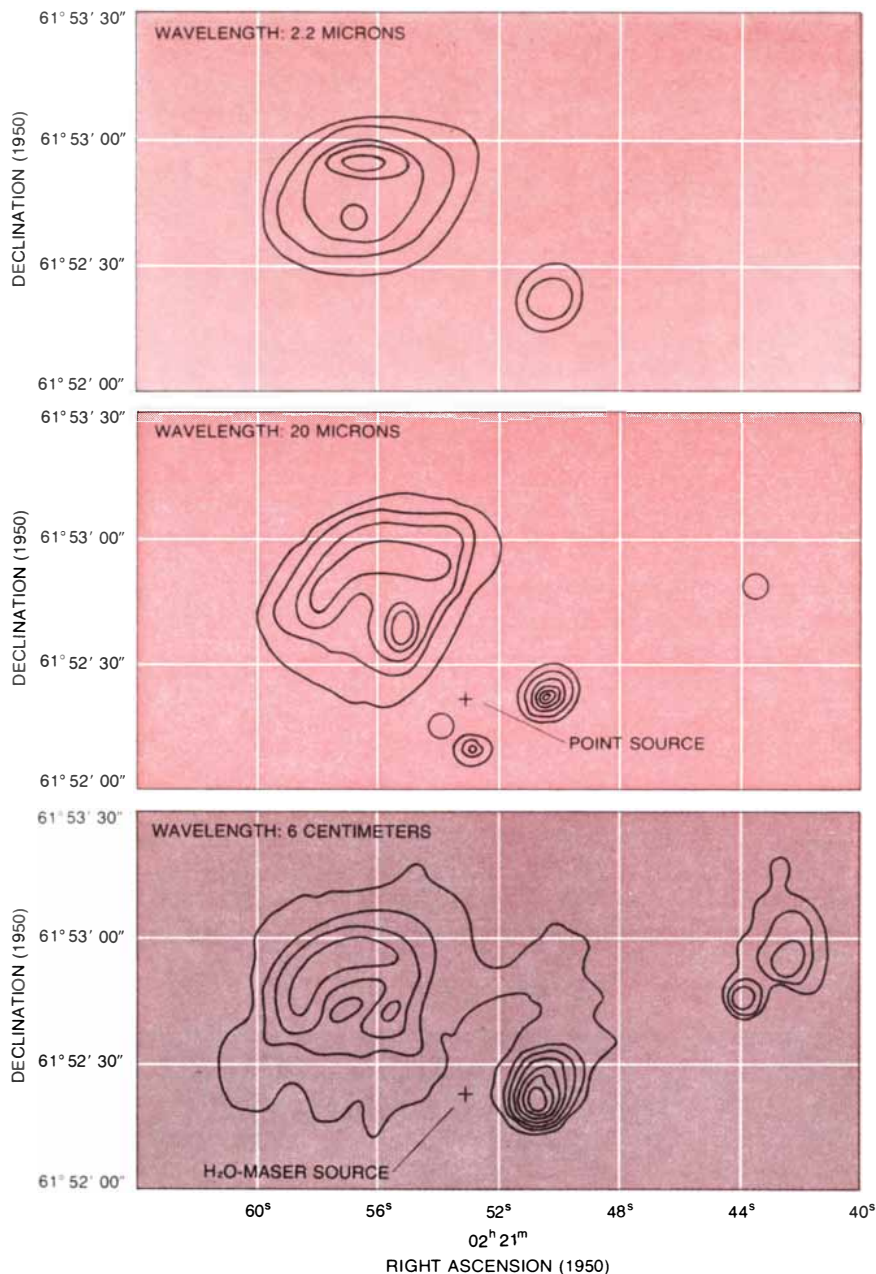 61° 53' 30"
WAVELENGTH: 2.2 MICRONS
61° 53' 00"
DECLINATION (1950)
61° 52' 30"
61° 52' 00"
61° 53' 30"
WAVELENGTH: 20 MICRONS
61° 53' 00"
DECLINATION (1950)
61° 52' 30"
POINT SOURCE
61° 52' 00"
61° 53' 30"
WAVELENGTH: 6 CENTIMETERS
61° 53' 00"
DECLINATION (1950)
61° 52' 30"
H₂O-MASER SOURCE
61° 52' 00"
60ˢ 56ˢ 52ˢ 48ˢ 44ˢ 40ˢ
02ʰ 21ᵐ
RIGHT ASCENSION (1950)